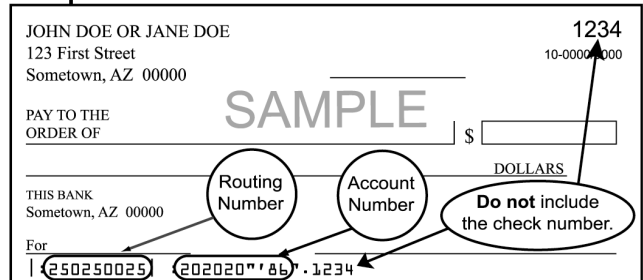 JOHN DOE OR JANE DOE
123 First Street
Sometown, AZ 00000
1234
10-0000/0000
SAMPLE
PAY TO THE
ORDER OF
$
DOLLARS
THIS BANK
Sometown, AZ 00000
Routing
Number
Account
Number
Do not include
the check number.
For
250250025 202020"'86".1234